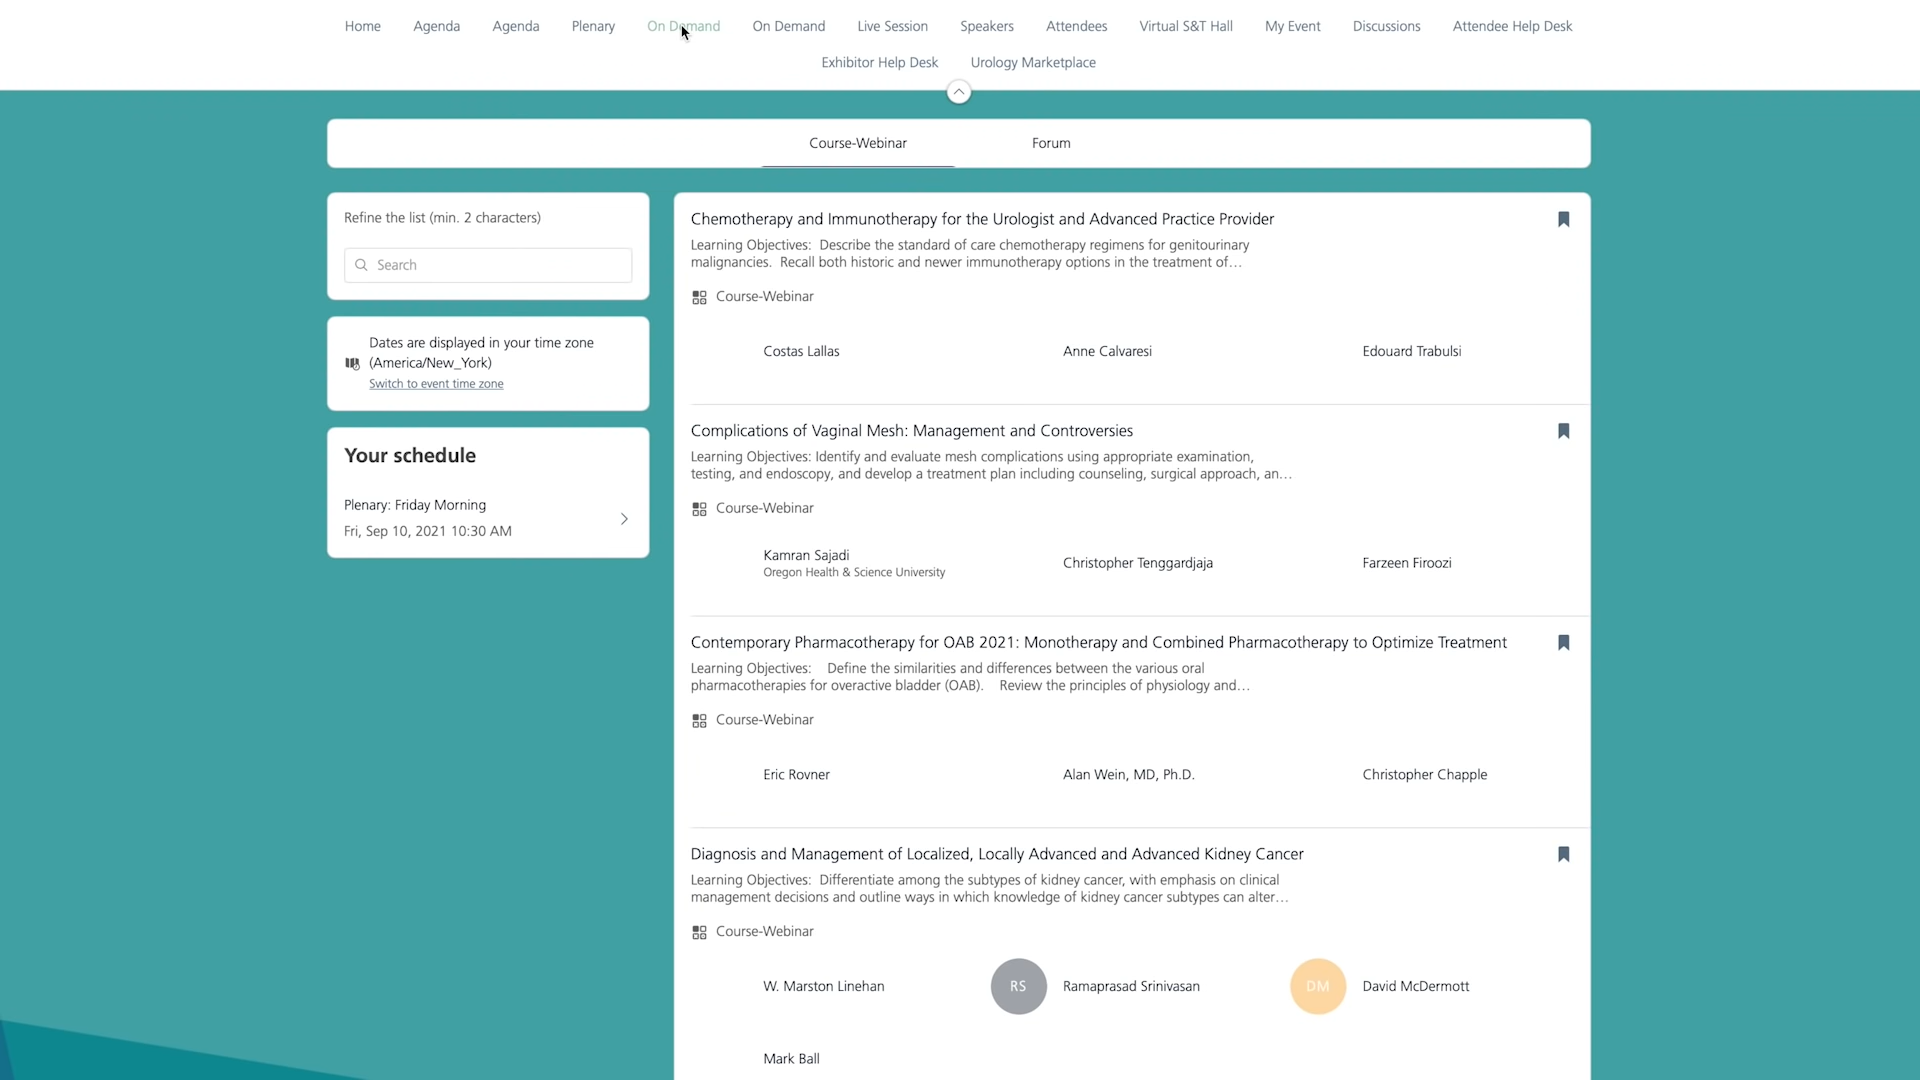 Home Agenda Agenda Plenary On Demand On Demand Live Session Speakers Attendees Virtual S&T Hall My Event Discussions Attendee Help Desk
Exhibitor Help Desk Urology Marketplace
Course-Webinar Forum
Refine the list (min. 2 characters)
Search
Dates are displayed in your time zone
(America/New_York)
Switch to event time zone
Your schedule
Plenary: Friday Morning
Fri, Sep 10, 2021 10:30 AM
Chemotherapy and Immunotherapy for the Urologist and Advanced Practice Provider
Learning Objectives: Describe the standard of care chemotherapy regimens for genitourinary
malignancies. Recall both historic and newer immunotherapy options in the treatment of…
Course-Webinar
Costas Lallas Anne Calvaresi Edouard Trabulsi
Complications of Vaginal Mesh: Management and Controversies
Learning Objectives: Identify and evaluate mesh complications using appropriate examination,
testing, and endoscopy, and develop a treatment plan including counseling, surgical approach, an…
Course-Webinar
Kamran Sajadi
Oregon Health & Science University
Christopher Tenggardjaja Farzeen Firoozi
Contemporary Pharmacotherapy for OAB 2021: Monotherapy and Combined Pharmacotherapy to Optimize Treatment
Learning Objectives: Define the similarities and differences between the various oral
pharmacotherapies for overactive bladder (OAB). Review the principles of physiology and…
Course-Webinar
Eric Rovner Alan Wein, MD, Ph.D. Christopher Chapple
Diagnosis and Management of Localized, Locally Advanced and Advanced Kidney Cancer
Learning Objectives: Differentiate among the subtypes of kidney cancer, with emphasis on clinical
management decisions and outline ways in which knowledge of kidney cancer subtypes can alter…
Course-Webinar
W. Marston Linehan RS Ramaprasad Srinivasan DM David McDermott
Mark Ball